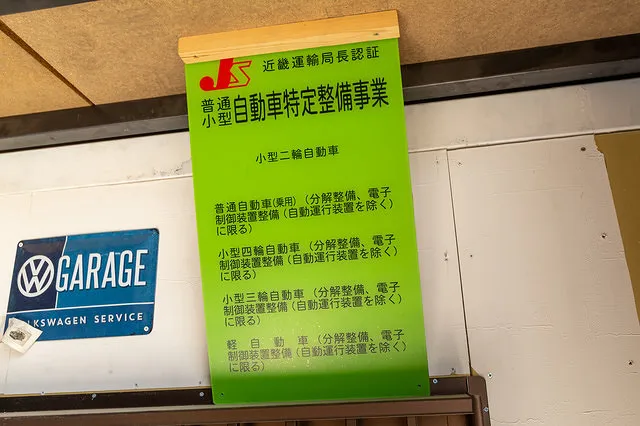 JS 近畿運輸局長認証
普通
小型 自動車特定整備事業
小型二輪自動車
普通自動車(乗用) (分解整備、電子
制御装置整備(自動運行装置を除く)
に限る)
小型四輪自動車 (分解整備、電子
制御装置整備(自動運行装置を除く)
に限る)
小型三輪自動車 (分解整備、電子
制御装置整備(自動運行装置を除く)
に限る)
軽自動車 (分解整備、電子
制御装置整備(自動運行装置を除く)
に限る)
VW GARAGE
LKSWAGEN SERVICE